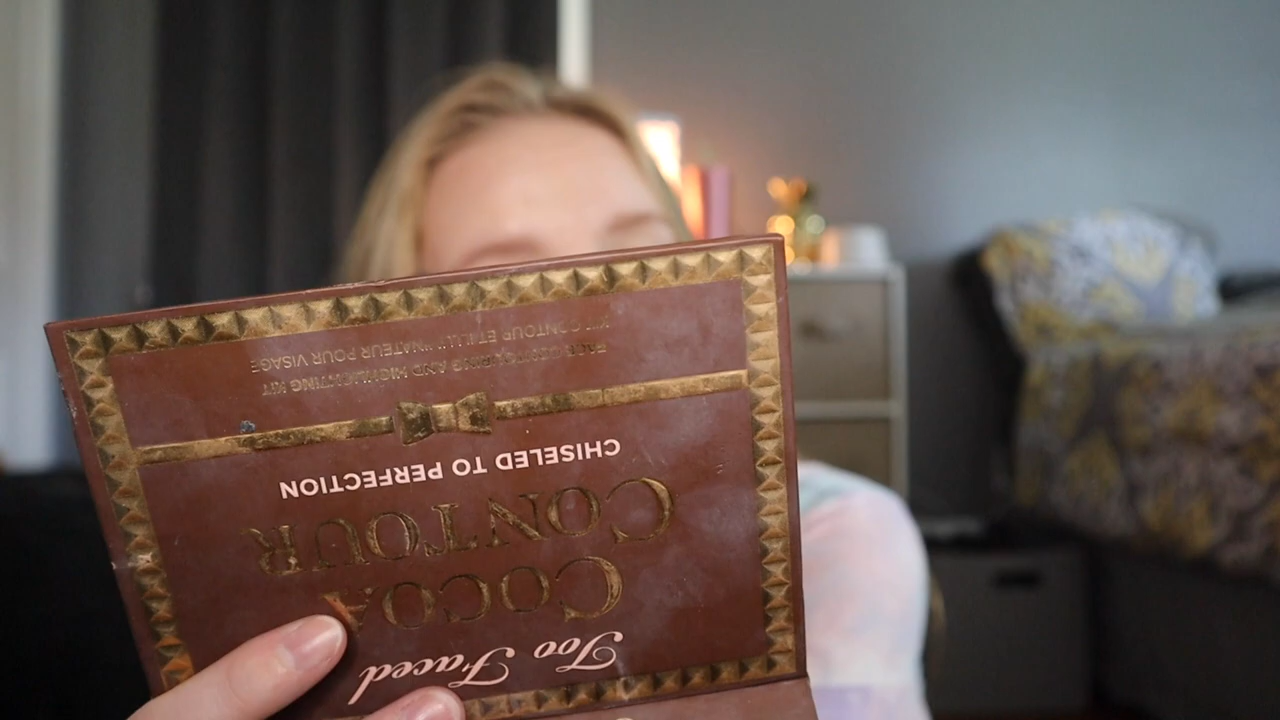 Too Faced
COCOA
CONTOUR
CHISELED TO PERFECTION
FACE CONTOURING AND HIGHLIGHTING KIT
KIT CONTOUR ET POUR VISAGE